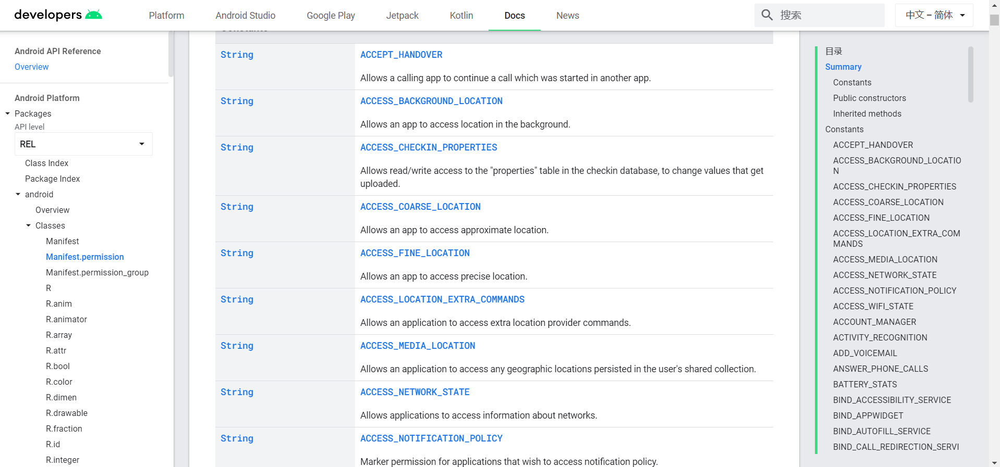 developers
Platform
Android Studio
Google Play
Jetpack
Kotlin
Docs
News
搜索
中文 – 简体
Android API Reference
Overview
Android Platform
Packages
API level
REL
Class Index
Package Index
android
Overview
Classes
Manifest
Manifest.permission
Manifest.permission_group
R
R.anim
R.animator
R.array
R.attr
R.bool
R.color
R.dimen
R.drawable
R.fraction
R.id
R.integer
Constants
String
ACCEPT_HANDOVER
Allows a calling app to continue a call which was started in another app.
String
ACCESS_BACKGROUND_LOCATION
Allows an app to access location in the background.
String
ACCESS_CHECKIN_PROPERTIES
Allows read/write access to the "properties" table in the checkin database, to change values that get
uploaded.
String
ACCESS_COARSE_LOCATION
Allows an app to access approximate location.
String
ACCESS_FINE_LOCATION
Allows an app to access precise location.
String
ACCESS_LOCATION_EXTRA_COMMANDS
Allows an application to access extra location provider commands.
String
ACCESS_MEDIA_LOCATION
Allows an application to access any geographic locations persisted in the user's shared collection.
String
ACCESS_NETWORK_STATE
Allows applications to access information about networks.
String
ACCESS_NOTIFICATION_POLICY
Marker permission for applications that wish to access notification policy.
目录
Summary
Constants
Public constructors
Inherited methods
Constants
ACCEPT_HANDOVER
ACCESS_BACKGROUND_LOCATIO
N
ACCESS_CHECKIN_PROPERTIES
ACCESS_COARSE_LOCATION
ACCESS_FINE_LOCATION
ACCESS_LOCATION_EXTRA_COM
MANDS
ACCESS_MEDIA_LOCATION
ACCESS_NETWORK_STATE
ACCESS_NOTIFICATION_POLICY
ACCESS_WIFI_STATE
ACCOUNT_MANAGER
ACTIVITY_RECOGNITION
ADD_VOICEMAIL
ANSWER_PHONE_CALLS
BATTERY_STATS
BIND_ACCESSIBILITY_SERVICE
BIND_APPWIDGET
BIND_AUTOFILL_SERVICE
BIND_CALL_REDIRECTION_SERVI